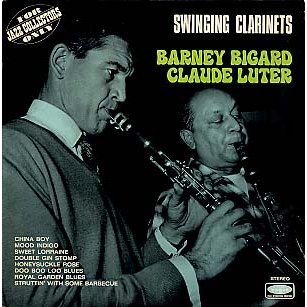 FOR
JAZZ COLLECTORS
ONLY
SWINGING CLARINETS
BARNEY BIGARD
CLAUDE LUTER
CHINA BOY
MOOD INDIGO
SWEET LORRAINE
DOUBLE GIN STOMP
HONEYSUCKLE ROSE
DOO BOO LOO BLUES
ROYAL GARDEN BLUES
STRUTTIN' WITH SOME BARBECUE
STEREO